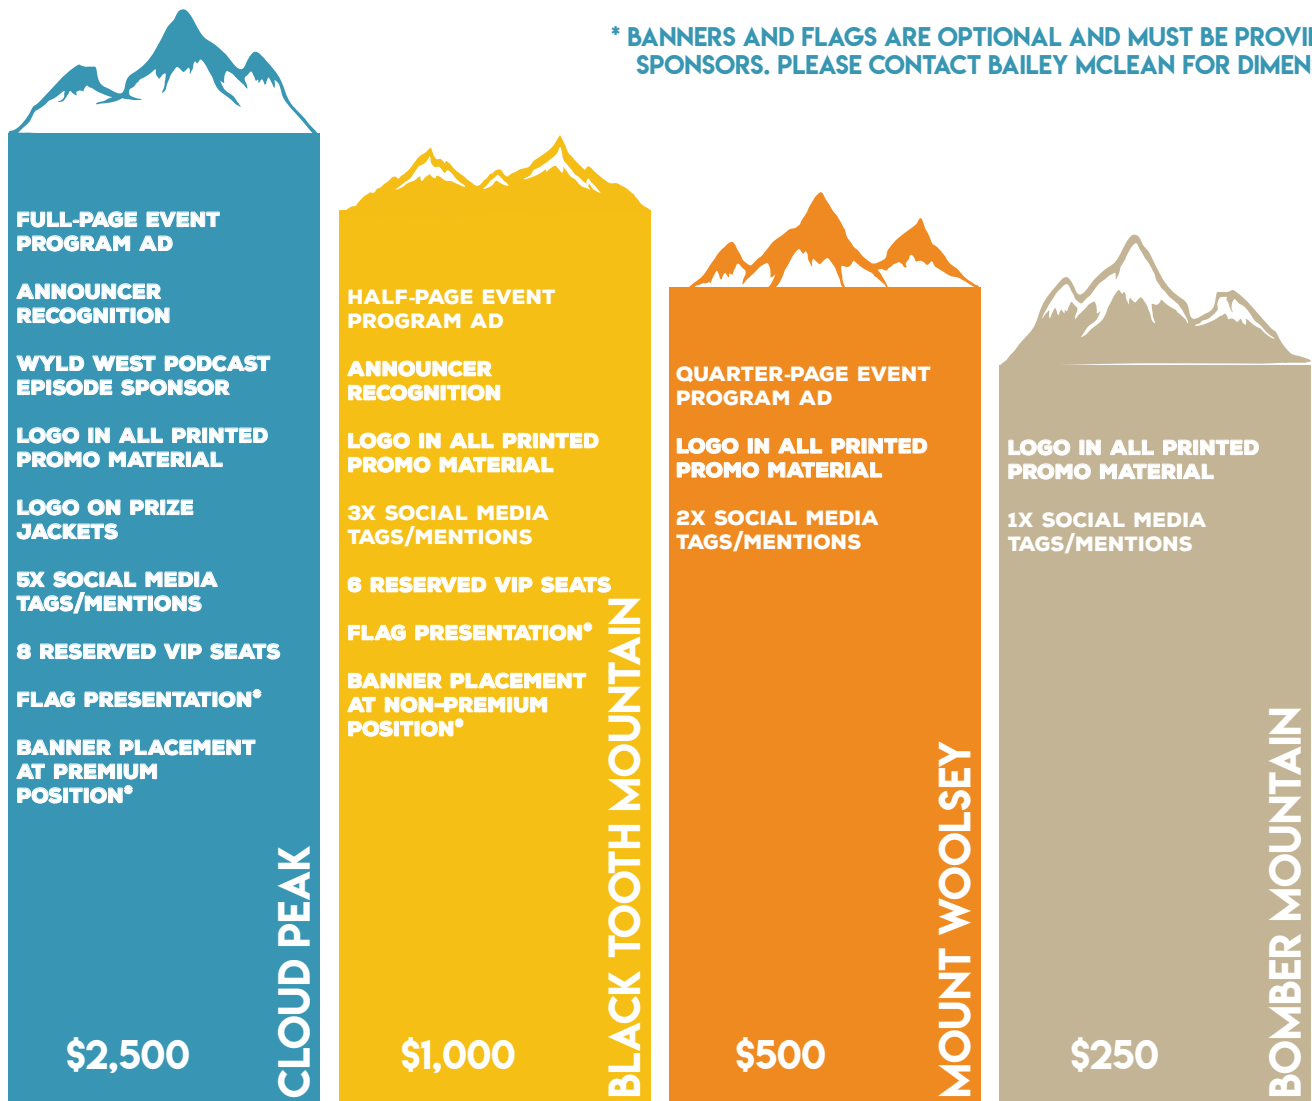 * BANNERS AND FLAGS ARE OPTIONAL AND MUST BE
SPONSORS. PLEASE CONTACT BAILEY MCLEAN FOR
FULL-PAGE EVENT
PROGRAM AD
ANNOUNCER
RECOGNITION
WYLD WEST PODCAST
EPISODE SPONSOR
LOGO IN ALL PRINTED
PROMO MATERIAL
LOGO ON PRIZE
JACKETS
5X SOCIAL MEDIA
TAGS/MENTIONS
8 RESERVED VIP SEATS
FLAG PRESENTATION*
BANNER PLACEMENT
AT PREMIUM
POSITION*
CLOUD PEAK
$2,500
HALF-PAGE EVENT
PROGRAM AD
ANNOUNCER
RECOGNITION
LOGO IN ALL PRINTED
PROMO MATERIAL
3X SOCIAL MEDIA
TAGS/MENTIONS
6 RESERVED VIP SEATS
FLAG PRESENTATION*
BANNER PLACEMENT
AT NON-PREMIUM
POSITION*
BLACK TOOTH MOUNTAIN
$1,000
QUARTER-PAGE EVENT
PROGRAM AD
LOGO IN ALL PRINTED
PROMO MATERIAL
2X SOCIAL MEDIA
TAGS/MENTIONS
MOUNT WOOLSEY
$500
LOGO IN ALL PRINTED
PROMO MATERIAL
1X SOCIAL MEDIA
TAGS/MENTIONS
BOMBER MOUNTAIN
$250